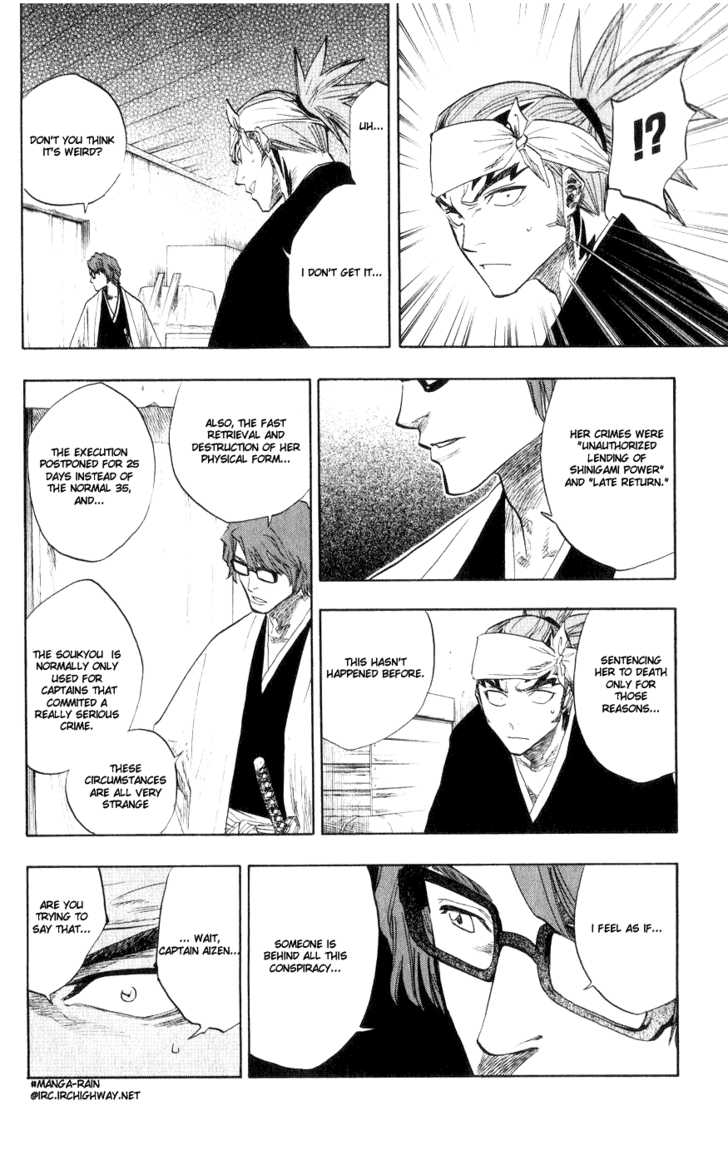 !?
UH...
I DON'T GET IT...
DON'T YOU THINK
IT'S WEIRD?
HER CRIMES WERE
"UNAUTHORIZED
LENDING OF
SHINIGAMI POWER"
AND "LATE RETURN."
SENTENCING
HER TO DEATH
ONLY FOR
THOSE
REASONS...
THIS HASN'T
HAPPENED BEFORE.
ALSO, THE FAST
RETRIEVAL AND
DESTRUCTION OF HER
PHYSICAL FORM...
THE EXECUTION
POSTPONED FOR 25
DAYS INSTEAD OF
THE NORMAL 35,
AND...
THE SOUKYOU IS
NORMALLY ONLY
USED FOR
CAPTAINS THAT
COMMITED A
REALLY SERIOUS
CRIME.
THESE
CIRCUMSTANCES
ARE ALL VERY
STRANGE
I FEEL AS IF...
SOMEONE IS
BEHIND ALL THIS
CONSPIRACY...
... WAIT,
CAPTAIN AIZEN...
ARE YOU
TRYING TO
SAY THAT...
#MANGA-RAIN
@IRC.IRCHIGHWAY.NET